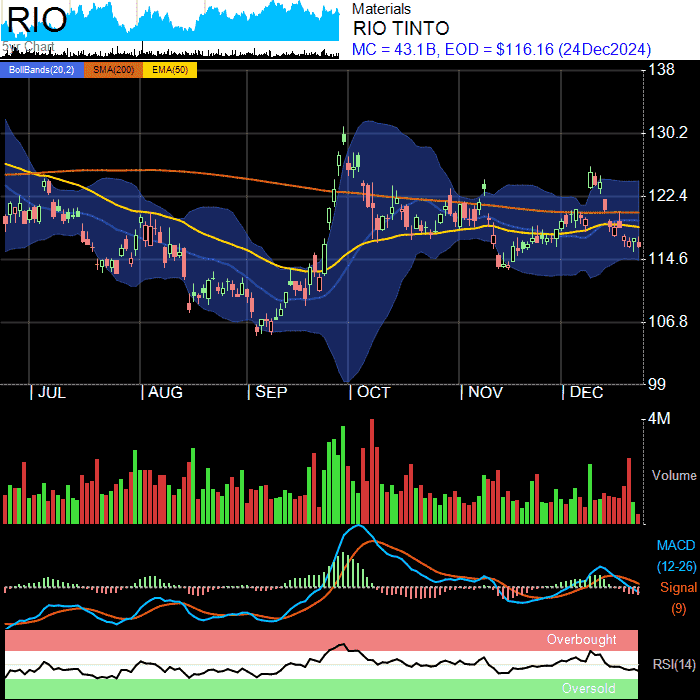 RIO
5yr Chart
Materials
RIO TINTO
MC = 43.1B, EOD = $116.16 (24Dec2024)
BollBands(20,2) SMA(200) EMA(50)
138
130.2
122.4
114.6
106.8
99
| JUL | AUG | SEP | OCT | NOV | DEC
4M
Volume
MACD
(12-26)
Signal
(9)
Overbought
RSI(14)
Oversold